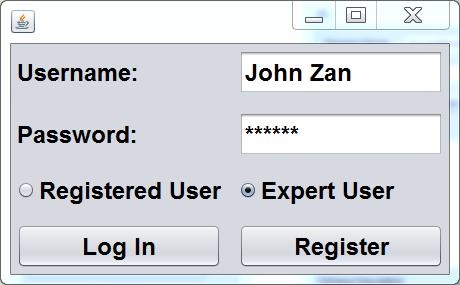 Username: John Zan
Password: ******
Registered User Expert User
Log In Register